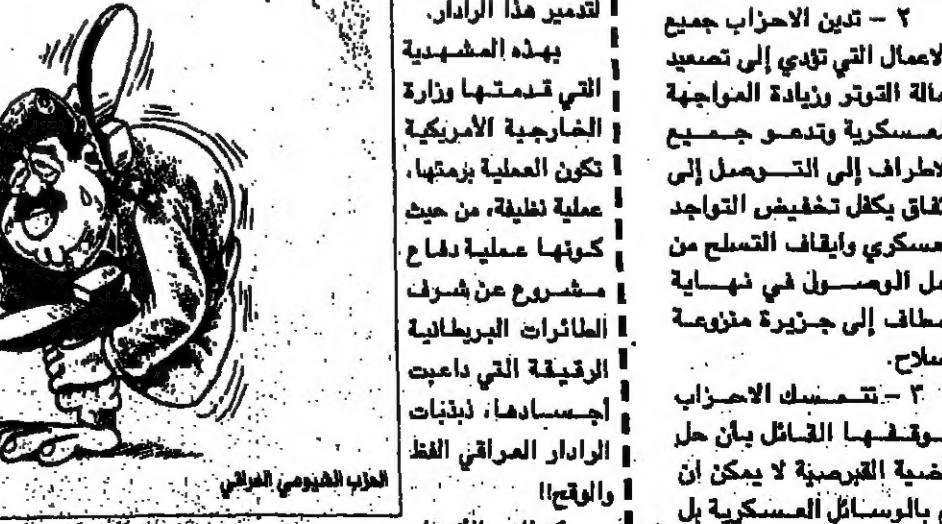 ٢ – تدين الاحزاب جميع
الاعمال التي تؤدي إلى تصعيد
حالة التوتر وزيادة المواجهة
العسكرية وتدعو جميع
الاطراف إلى التوصل إلى
اتفاق يكفل تخفيض التواجد
العسكري وايقاف التسلح من
الوصول في نهاية
المطاف إلى جزيرة منزوعة
السلاح.
٣ – تتمسك الاحزاب
بموقفها القائل بأن حل
القضية القبرصية لا يمكن ان
بالوسائل العسكرية بل
لتدمير هذا الرادار.
بهذه المشهدية
التي قدمتها وزارة
الخارجية الأمريكية
تكون العملية برمتها،
عملية نظيفة، من حيث
كونها عملية دفاع
مشروع عن شرف
الطائرات البريطانية
الرقيقة التي داعبت
أجسادها، ذبذبات
الرادار العراقي الفظ
والوقح!!
الحزب الشيوعي العراقي